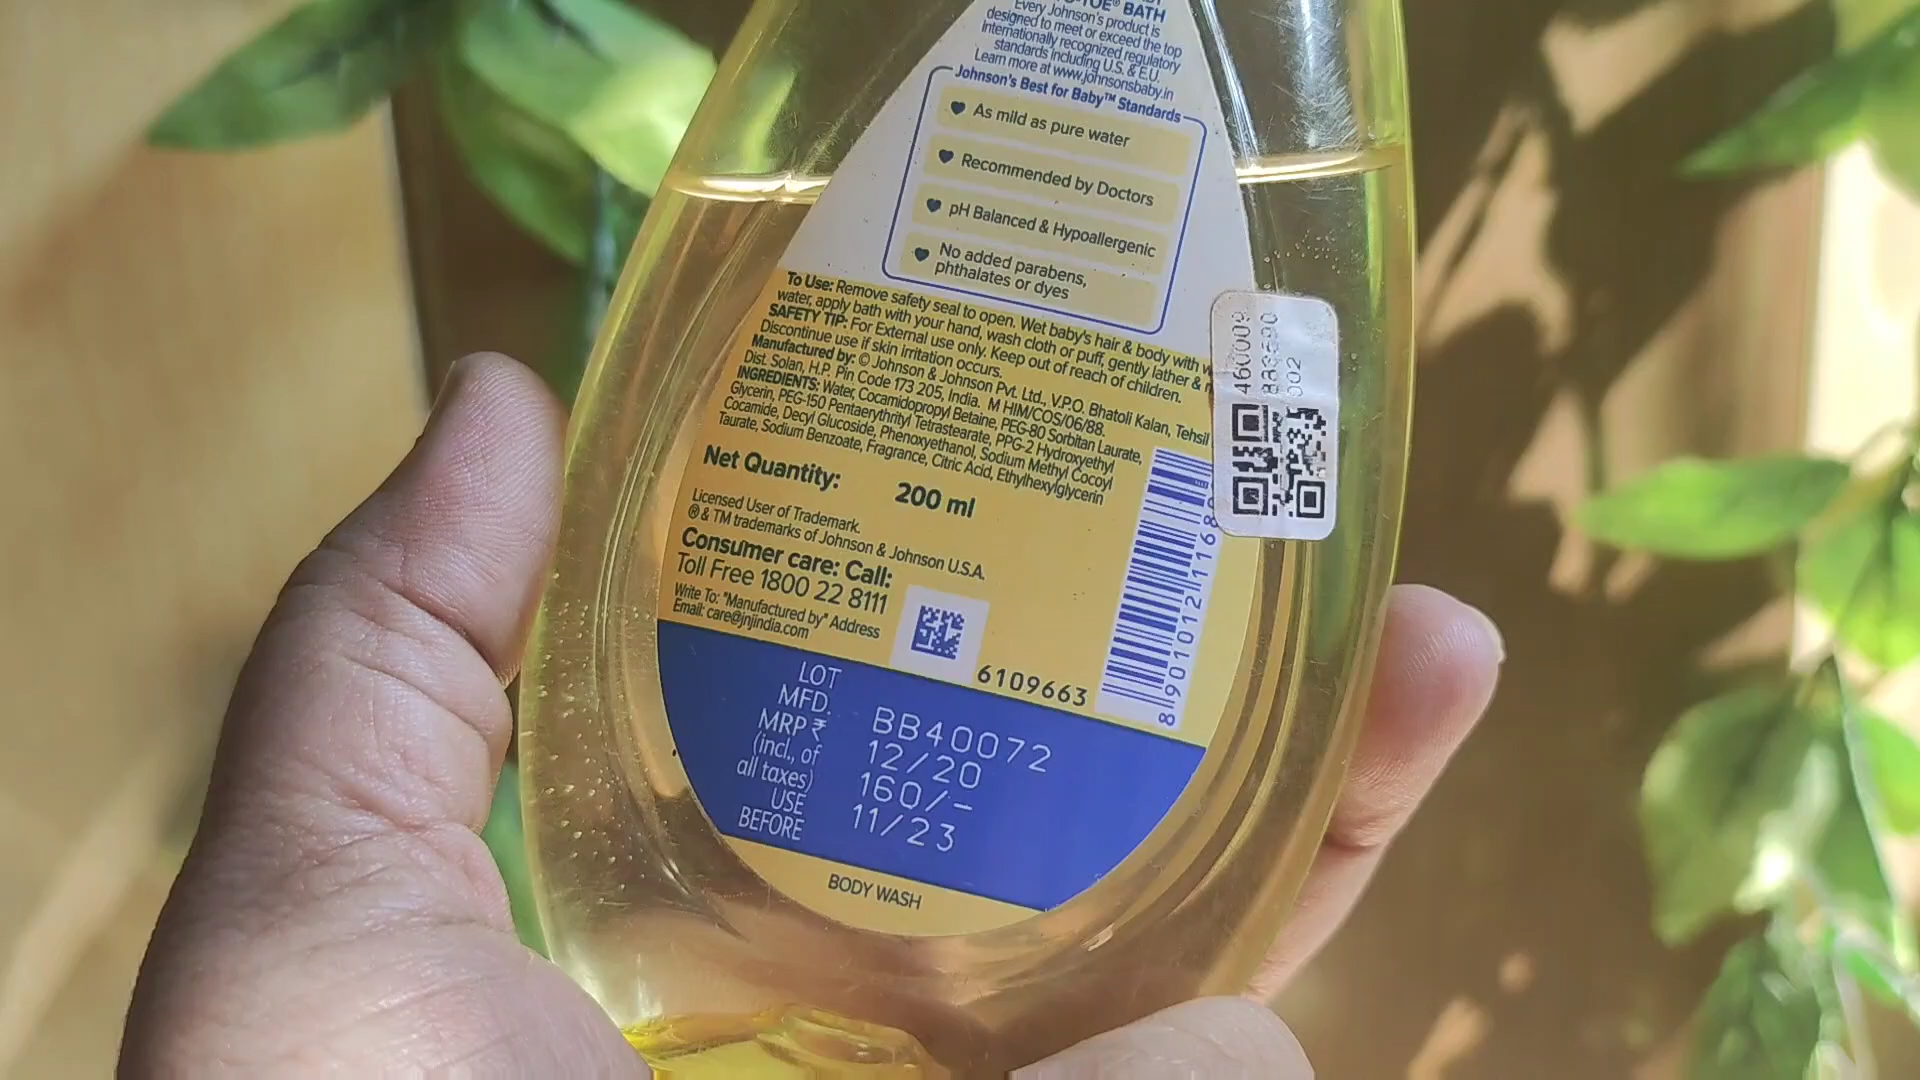 TOE® BATH
Every Johnson's product is
designed to meet or exceed the top
internationally recognized regulatory
standards including U.S. & E.U.
Learn more at www.johnsonsbaby.in
Johnson's Best for Baby™ Standards
As mild as pure water
Recommended by Doctors
pH Balanced & Hypoallergenic
No added parabens,
phthalates or dyes
To Use: Remove safety seal to open. Wet baby's hair & body with
water, apply bath with your hand, wash cloth or puff, gently lather &
SAFETY TIP: For External use only. Keep out of reach of children.
Discontinue use if skin irritation occurs.
Manufactured by: © Johnson & Johnson Pvt. Ltd., V.P.O. Bhatoli Kalan, Tehsil
Dist. Solan, H.P. Pin Code 173 205, India. M HIM/COS/06/88.
INGREDIENTS: Water, Cocamidopropyl Betaine, PEG-80 Sorbitan Laurate,
Glycerin, PEG-150 Pentaerythrityl Tetrastearate, PPG-2 Hydroxyethyl
Cocamide, Decyl Glucoside, Phenoxyethanol, Sodium Methyl Cocoyl
Taurate, Sodium Benzoate, Fragrance, Citric Acid, Ethylhexylglycerin
Net Quantity: 200 ml
Licensed User of Trademark.
® & TM trademarks of Johnson & Johnson U.S.A.
Consumer care: Call:
Toll Free 1800 22 8111
Write To: "Manufactured by" Address
Email: care@jnjindia.com
6109663
LOT BB40072
MFD. 12/20
MRP ₹ 160/-
(incl., of
all taxes)
USE 11/23
BEFORE
BODY WASH
8 901012 1168
460009
002